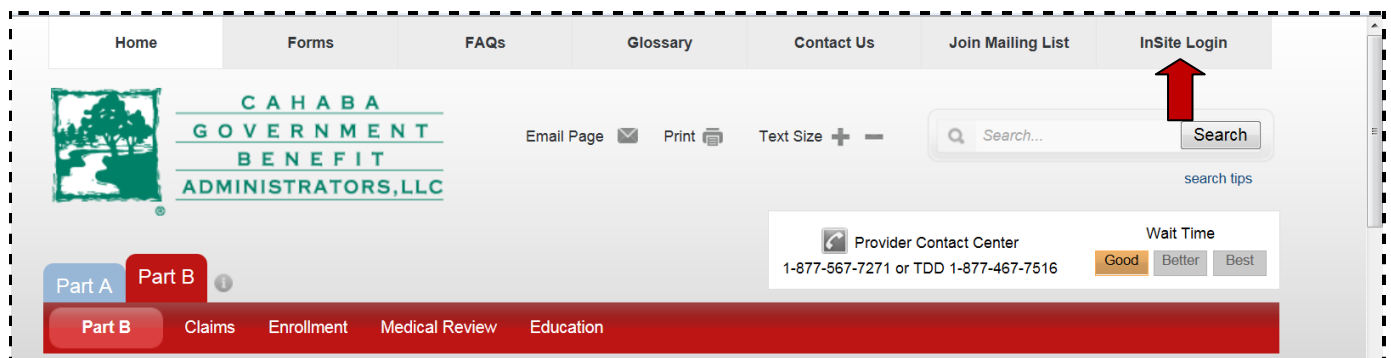 Home Forms FAQs Glossary Contact Us Join Mailing List InSite Login
CAHABA
GOVERNMENT
BENEFIT
ADMINISTRATORS,LLC
®
Email Page Print Text Size Search... Search
search tips
Provider Contact Center
1-877-567-7271 or TDD 1-877-467-7516
Wait Time
Good Better Best
Part A Part B i
Part B Claims Enrollment Medical Review Education